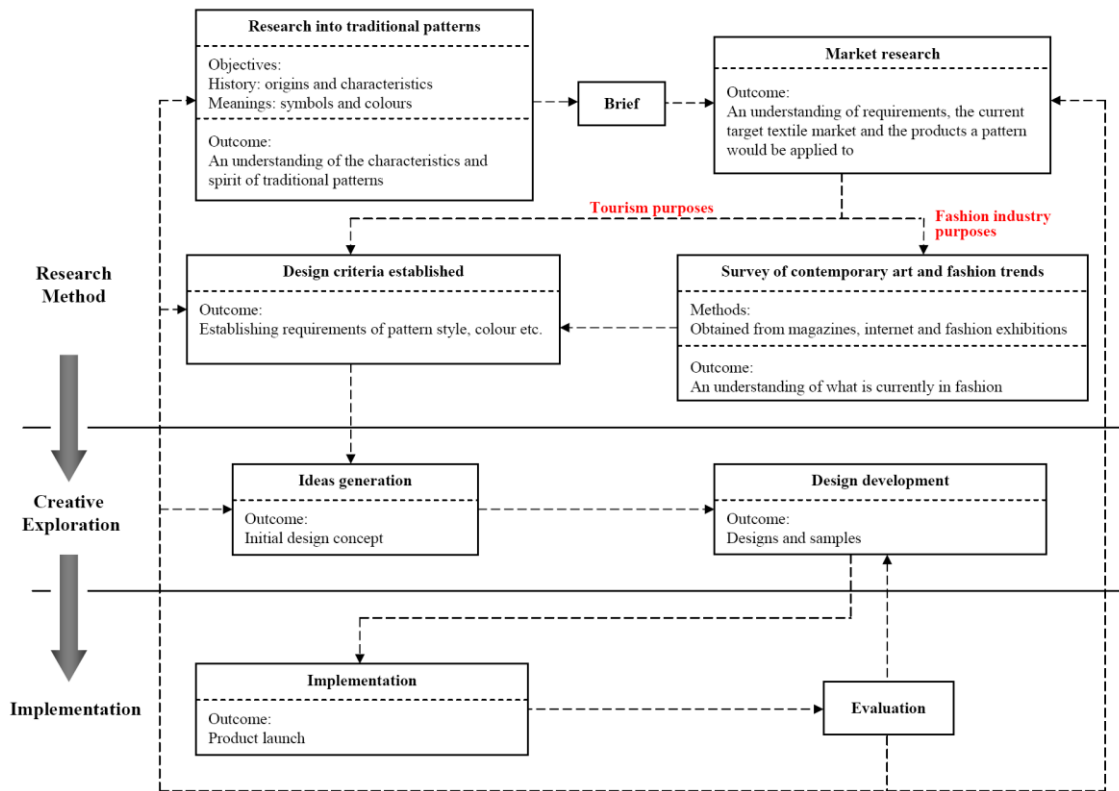 Research into traditional patterns
Objectives:
History: origins and characteristics
Meanings: symbols and colours
Outcome:
An understanding of the characteristics and
spirit of traditional patterns
Brief
Market research
Outcome:
An understanding of requirements, the current
target textile market and the products a pattern
would be applied to
Tourism purposes
Fashion industry
purposes
Research
Method
Design criteria established
Outcome:
Establishing requirements of pattern style, colour etc.
Survey of contemporary art and fashion trends
Methods:
Obtained from magazines, internet and fashion exhibitions
Outcome:
An understanding of what is currently in fashion
Creative
Exploration
Ideas generation
Outcome:
Initial design concept
Design development
Outcome:
Designs and samples
Implementation
Implementation
Outcome:
Product launch
Evaluation